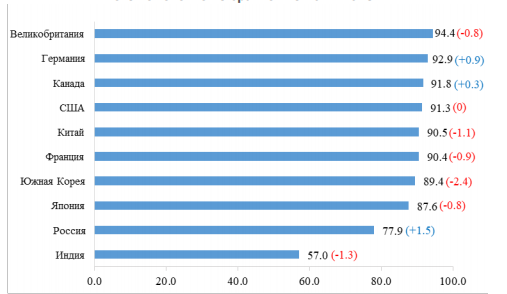 Великобритания 94.4 (-0.8)
Германия 92.9 (+0.9)
Канада 91.8 (+0.3)
США 91.3 (0)
Китай 90.5 (-1.1)
Франция 90.4 (-0.9)
Южная Корея 89.4 (-2.4)
Япония 87.6 (-0.8)
Россия 77.9 (+1.5)
Индия 57.0 (-1.3)
0.0 20.0 40.0 60.0 80.0 100.0